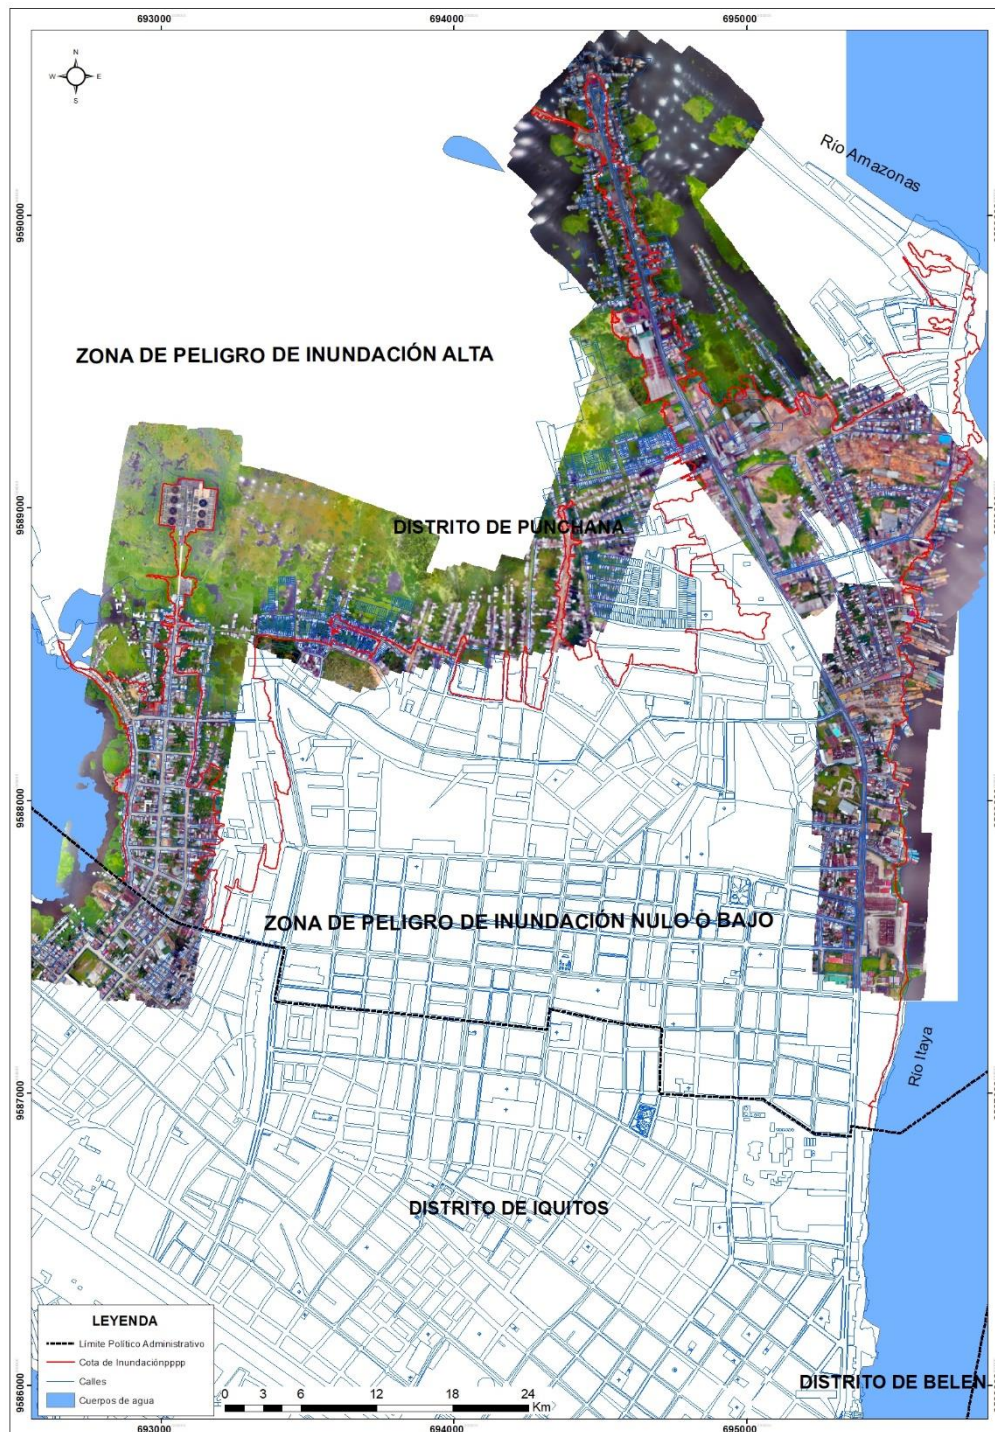 693000
694000
695000
N
W
E
S
Río Amazonas
9590000
ZONA DE PELIGRO DE INUNDACIÓN ALTA
9589000
DISTRITO DE PUNCHANA
9588000
ZONA DE PELIGRO DE INUNDACIÓN NULO Ó BAJO
Río Itaya
9587000
DISTRITO DE IQUITOS
LEYENDA
Límite Político Administrativo
Cota de Inundaciónpppp
Calles
Cuerpos de agua
0 3 6 12 18 24
Km
DISTRITO DE BELEN
9586000
693000
694000
695000